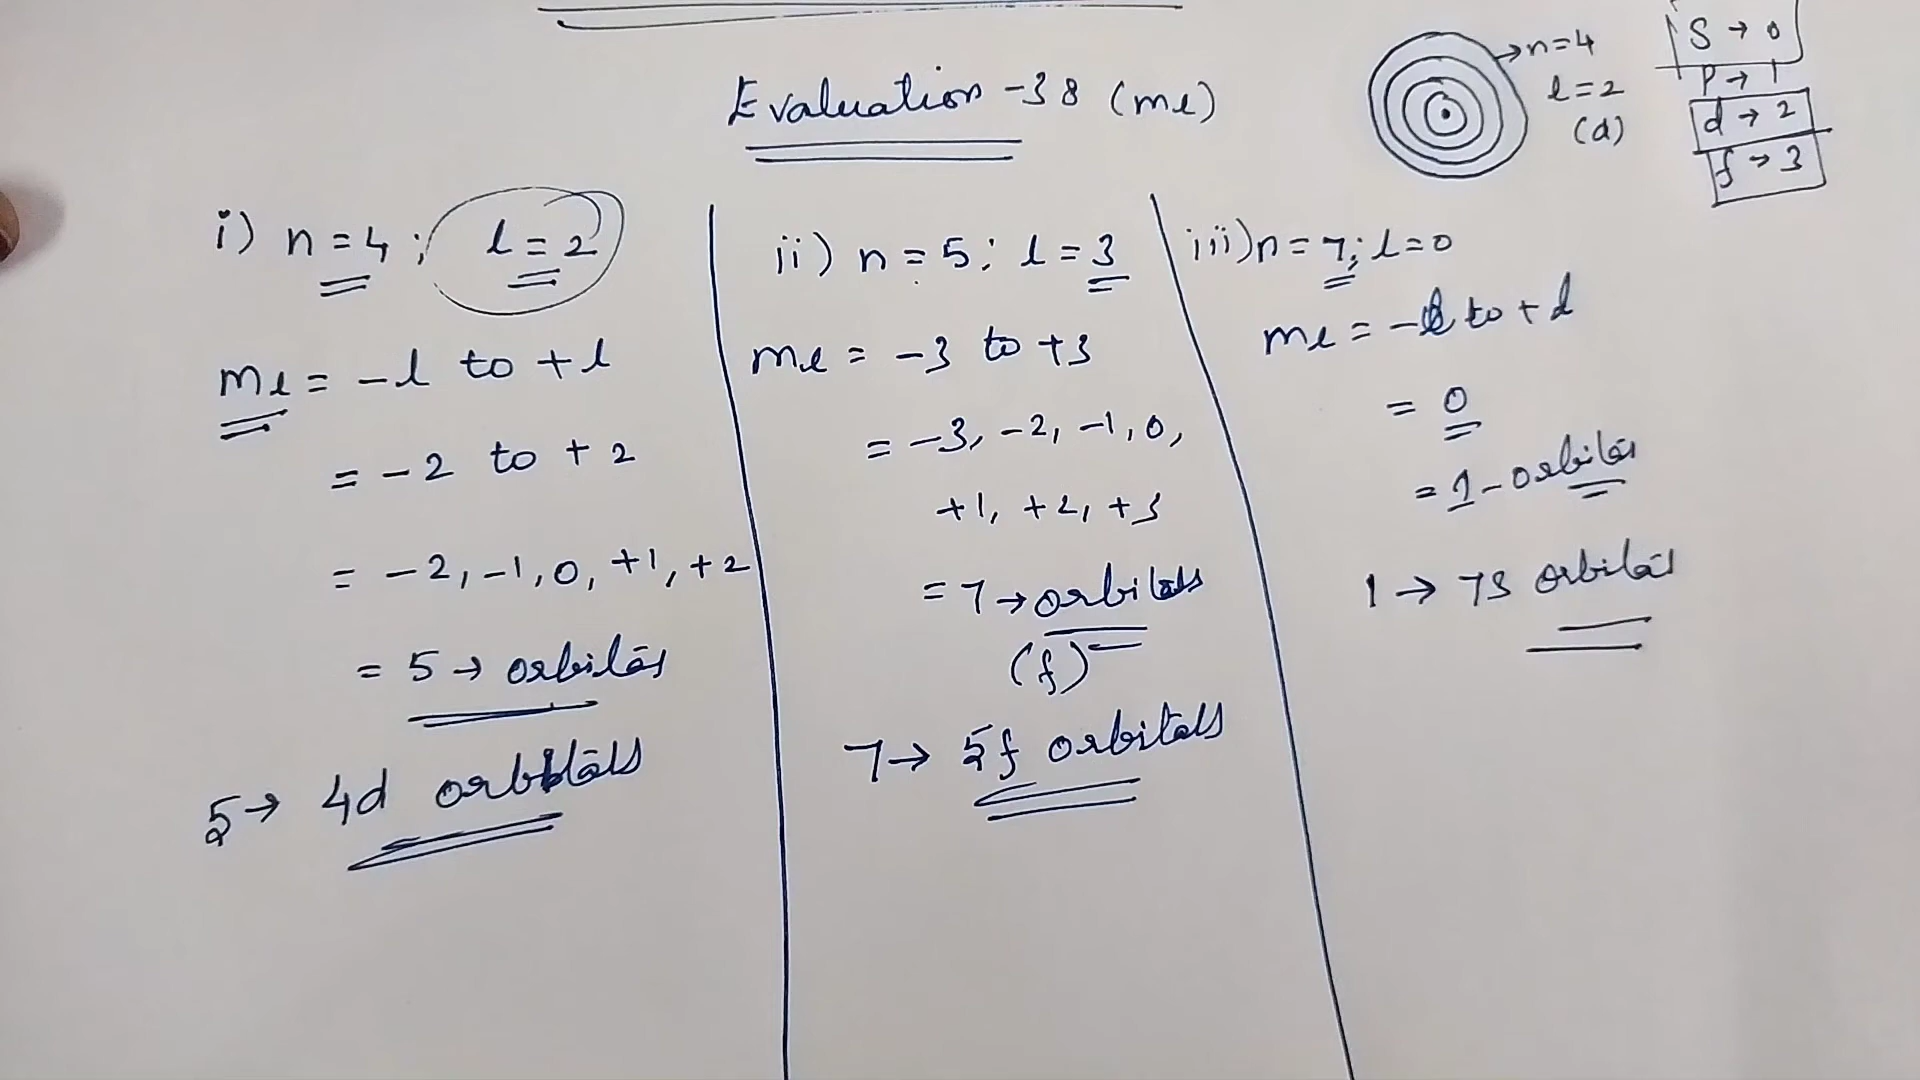 Evaluation -38 (ml)
n=4
l=2
(d)
S → 0
P → 1
d → 2
f → 3
i) n=4; l=2
ml = -l to +l
= -2 to +2
= -2, -1, 0, +1, +2
= 5 → orbitals
5 → 4d orbitals
ii) n=5; l=3
ml = -3 to +3
= -3, -2, -1, 0,
+1, +2, +3
= 7 → orbitals
(f)
7 → 5f orbitals
iii) n=7; l=0
ml = -l to +l
= 0
= 1 - orbital
1 → 7s orbital